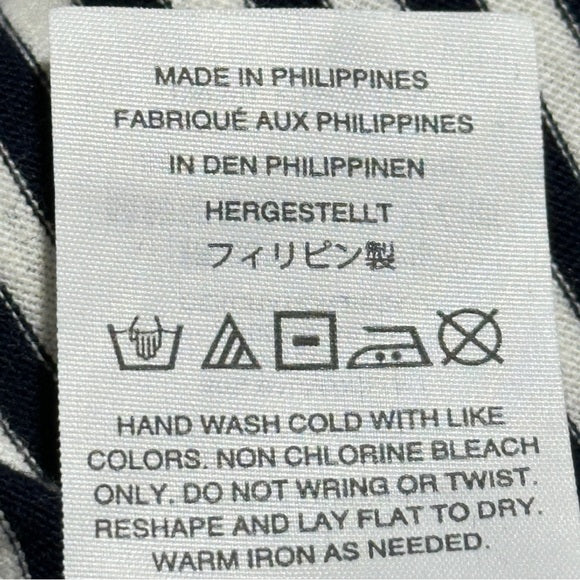 MADE IN PHILIPPINES
FABRIQUÉ AUX PHILIPPINES
IN DEN PHILIPPINEN
HERGESTELLT
フィリピン製
HAND WASH COLD WITH LIKE
COLORS. NON CHLORINE BLEACH
ONLY. DO NOT WRING OR TWIST.
RESHAPE AND LAY FLAT TO DRY.
WARM IRON AS NEEDED.